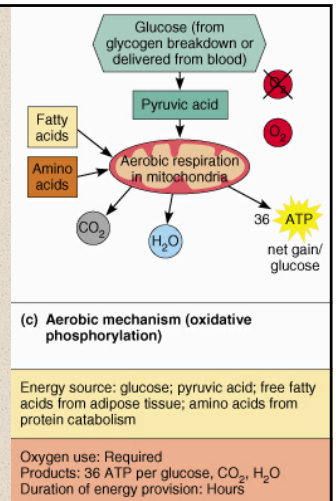 Glucose (from
glycogen breakdown or
delivered from blood)
O2
Pyruvic acid
O2
Fatty
acids
Amino
acids
Aerobic respiration
in mitochondria
36 ATP
CO2
H2O
net gain/
glucose
(c) Aerobic mechanism (oxidative
phosphorylation)
Energy source: glucose; pyruvic acid; free fatty
acids from adipose tissue; amino acids from
protein catabolism
Oxygen use: Required
Products: 36 ATP per glucose, CO2, H2O
Duration of energy provision: Hours